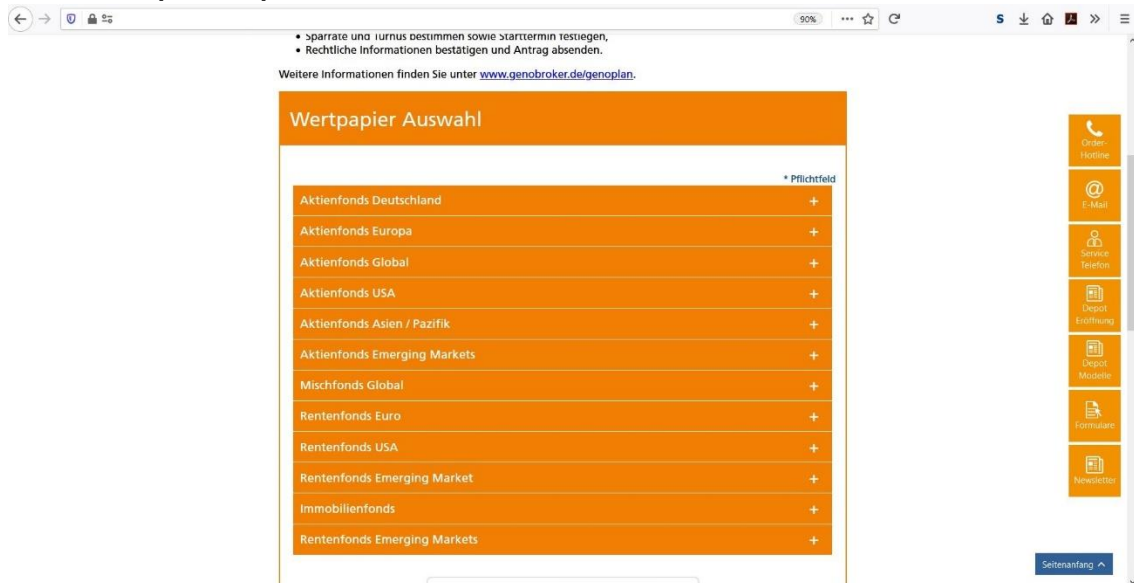 90%
S
• Sparrate und Turnus bestimmen sowie Starttermin festlegen,
• Rechtliche Informationen bestätigen und Antrag absenden.
Weitere Informationen finden Sie unter www.genobroker.de/genoplan.
Wertpapier Auswahl
* Pflichtfeld
Aktienfonds Deutschland +
Aktienfonds Europa +
Aktienfonds Global +
Aktienfonds USA +
Aktienfonds Asien / Pazifik +
Aktienfonds Emerging Markets +
Mischfonds Global +
Rentenfonds Euro +
Rentenfonds USA +
Rentenfonds Emerging Market +
Immobilienfonds +
Rentenfonds Emerging Markets +
Order-
Hotline
@
E-Mail
Service
Telefon
Depot
Eröffnung
Depot
Modelle
Formulare
Newsletter
Seitenanfang